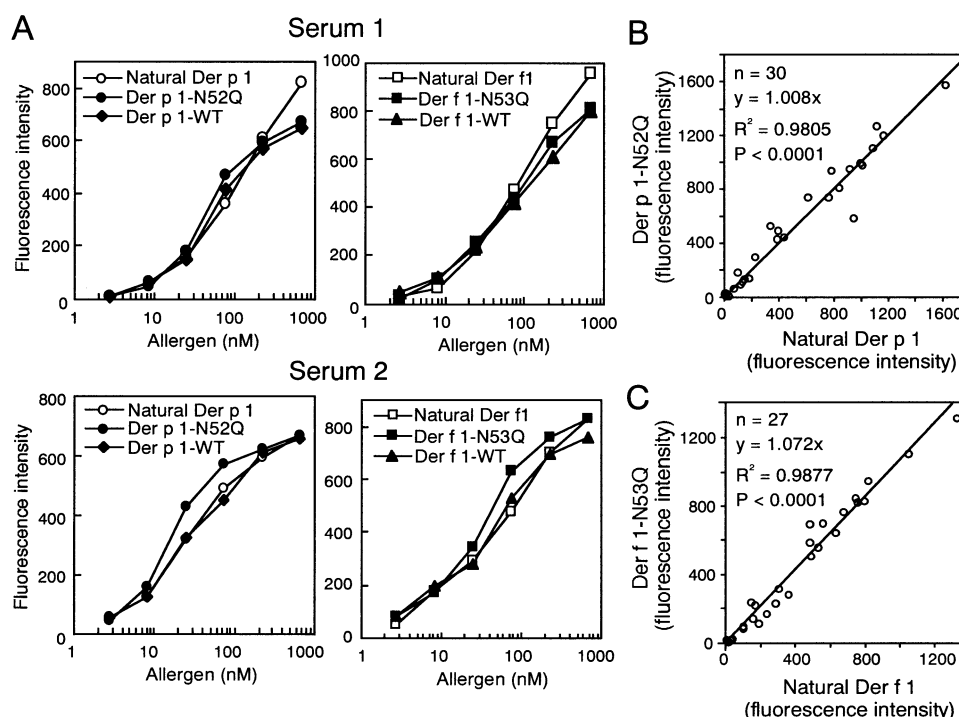 A
Serum 1
Fluorescence intensity
800
600
400
200
0
Natural Der p 1
Der p 1-N52Q
Der p 1-WT
1 10 100 1000
Allergen (nM)
1000
800
600
400
200
0
Natural Der f1
Der f 1-N53Q
Der f 1-WT
1 10 100 1000
Allergen (nM)
Serum 2
Fluorescence intensity
800
600
400
200
0
Natural Der p 1
Der p 1-N52Q
Der p 1-WT
1 10 100 1000
Allergen (nM)
800
600
400
200
0
Natural Der f1
Der f 1-N53Q
Der f 1-WT
1 10 100 1000
Allergen (nM)
B
Der p 1-N52Q
(fluorescence intensity)
1600
1200
800
400
0
n = 30
y = 1.008x
R² = 0.9805
P < 0.0001
0 400 800 1200 1600
Natural Der p 1
(fluorescence intensity)
C
Der f 1-N53Q
(fluorescence intensity)
1200
800
400
0
n = 27
y = 1.072x
R² = 0.9877
P < 0.0001
0 400 800 1200
Natural Der f 1
(fluorescence intensity)